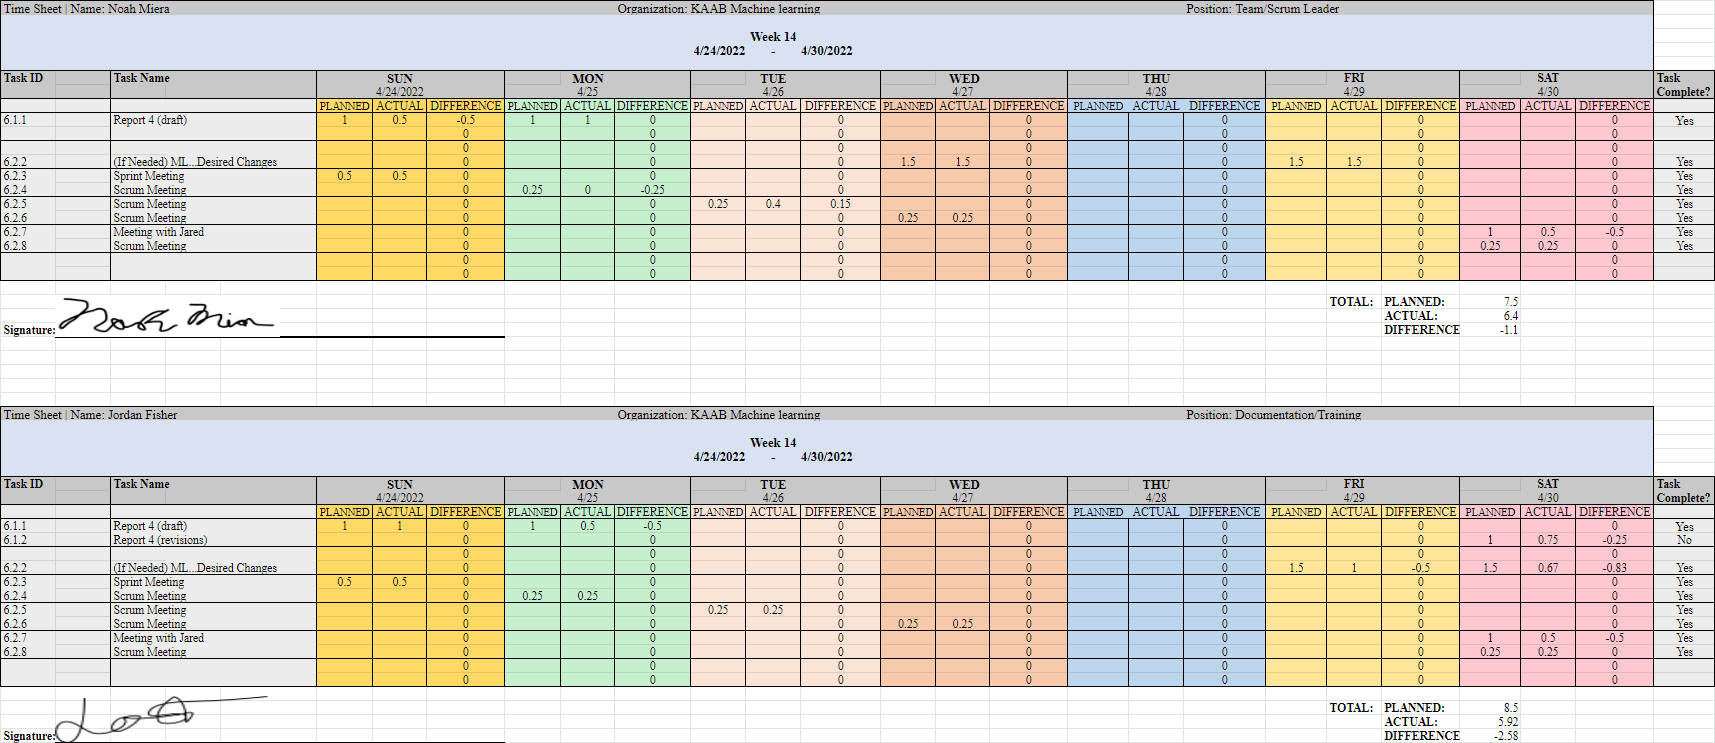 Time Sheet | Name: Noah Miera Organization: KAAB Machine learning Position: Team/Scrum Leader
Week 14
4/24/2022 - 4/30/2022
Task ID Task Name SUN MON TUE WED THU FRI SAT Task
4/24/2022 4/25 4/26 4/27 4/28 4/29 4/30 Complete?
PLANNED ACTUAL DIFFERENCE PLANNED ACTUAL DIFFERENCE PLANNED ACTUAL DIFFERENCE PLANNED ACTUAL DIFFERENCE PLANNED ACTUAL DIFFERENCE PLANNED ACTUAL DIFFERENCE PLANNED ACTUAL DIFFERENCE
6.1.1 Report 4 (draft) 1 0.5 -0.5 1 1 0 0 0 0 0 0 Yes
0 0 0 0 0 0 0
0 0 0 0 0 0 0
6.2.2 (If Needed) ML...Desired Changes 0 0 0 1.5 1.5 0 0 1.5 1.5 0 0 Yes
6.2.3 Sprint Meeting 0.5 0.5 0 0 0 0 0 0 0 Yes
6.2.4 Scrum Meeting 0 0.25 0 -0.25 0 0 0 0 0 Yes
6.2.5 Scrum Meeting 0 0 0.25 0.4 0.15 0 0 0 0 Yes
6.2.6 Scrum Meeting 0 0 0 0.25 0.25 0 0 0 0 Yes
6.2.7 Meeting with Jared 0 0 0 0 0 0 1 0.5 -0.5 Yes
6.2.8 Scrum Meeting 0 0 0 0 0 0 0.25 0.25 0 Yes
0 0 0 0 0 0 0
0 0 0 0 0 0 0
TOTAL: PLANNED: 7.5
ACTUAL: 6.4
Signature: Noah Miera DIFFERENCE -1.1
Time Sheet | Name: Jordan Fisher Organization: KAAB Machine learning Position: Documentation/Training
Week 14
4/24/2022 - 4/30/2022
Task ID Task Name SUN MON TUE WED THU FRI SAT Task
4/24/2022 4/25 4/26 4/27 4/28 4/29 4/30 Complete?
PLANNED ACTUAL DIFFERENCE PLANNED ACTUAL DIFFERENCE PLANNED ACTUAL DIFFERENCE PLANNED ACTUAL DIFFERENCE PLANNED ACTUAL DIFFERENCE PLANNED ACTUAL DIFFERENCE PLANNED ACTUAL DIFFERENCE
6.1.1 Report 4 (draft) 1 1 0 1 0.5 -0.5 0 0 0 0 0 Yes
6.1.2 Report 4 (revisions) 0 0 0 0 0 0 1 0.75 -0.25 No
0 0 0 0 0 0 0
6.2.2 (If Needed) ML...Desired Changes 0 0 0 0 0 1.5 1 -0.5 1.5 0.67 -0.83 Yes
6.2.3 Sprint Meeting 0.5 0.5 0 0 0 0 0 0 0 Yes
6.2.4 Scrum Meeting 0 0.25 0.25 0 0 0 0 0 0 Yes
6.2.5 Scrum Meeting 0 0 0.25 0.25 0 0 0 0 0 Yes
6.2.6 Scrum Meeting 0 0 0 0.25 0.25 0 0 0 0 Yes
6.2.7 Meeting with Jared 0 0 0 0 0 0 1 0.5 -0.5 Yes
6.2.8 Scrum Meeting 0 0 0 0 0 0 0.25 0.25 0 Yes
0 0 0 0 0 0 0
0 0 0 0 0 0 0
TOTAL: PLANNED: 8.5
ACTUAL: 5.92
Signature: DIFFERENCE -2.58